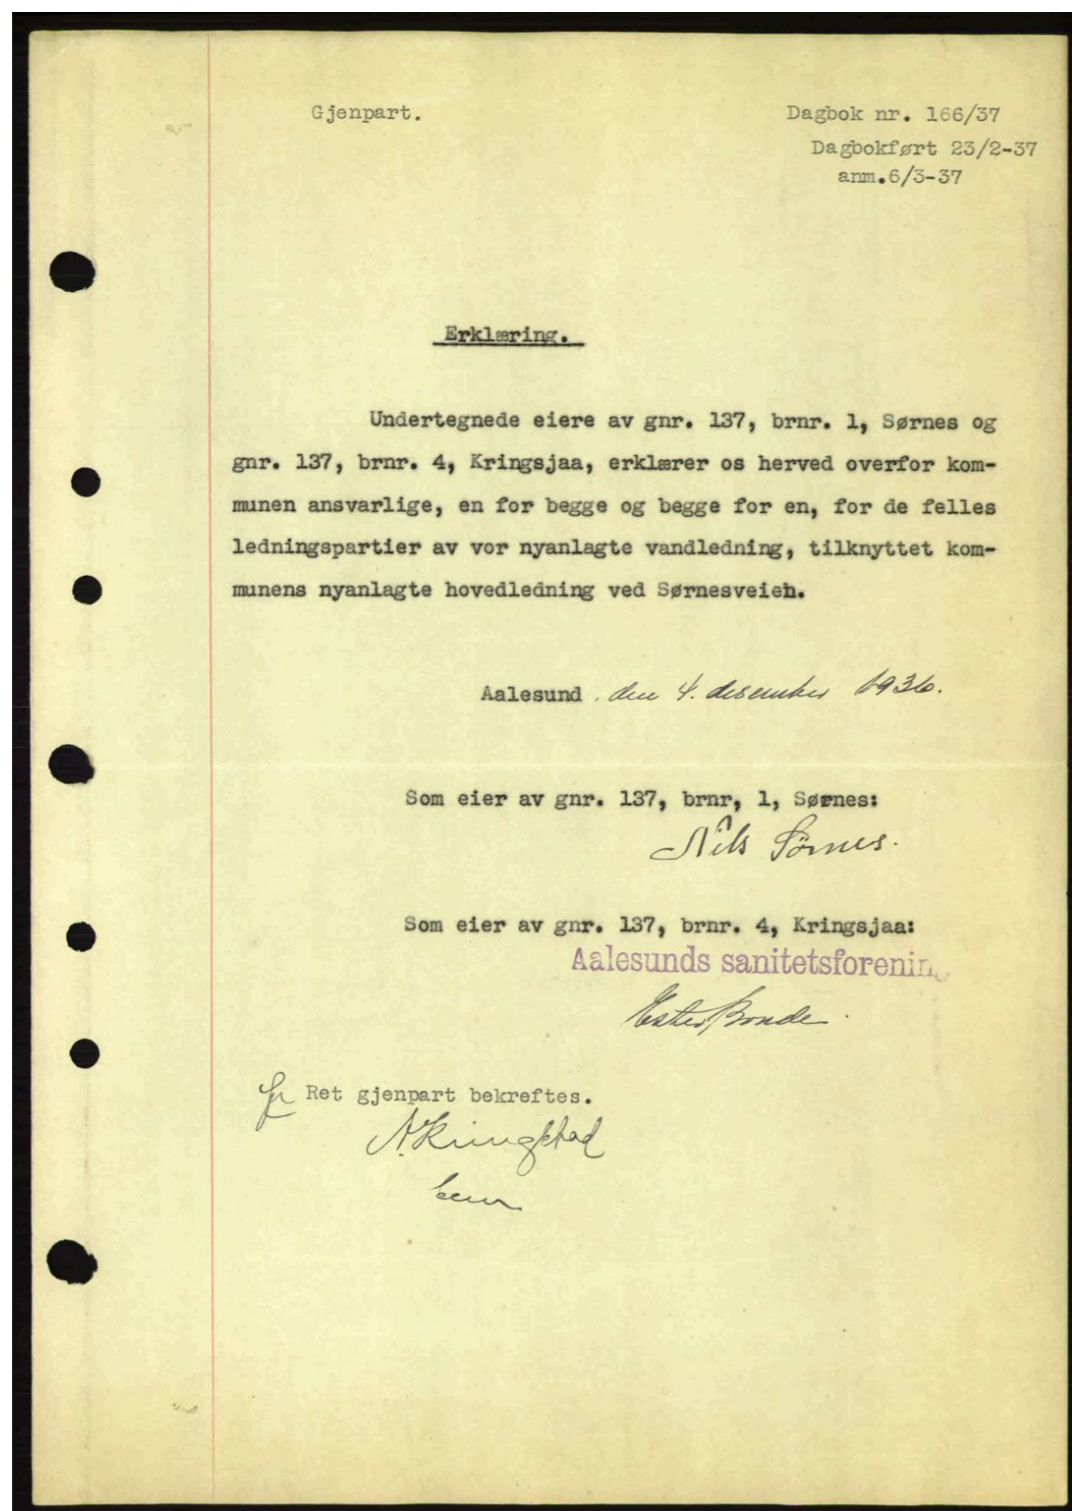 Gjenpart.
Dagbok nr. 166/37
Dagbokført 23/2-37
anm.6/3-37
Erklæring.
Undertegnede eiere av gnr. 137, brnr. 1, Sørnes og
gnr. 137, brnr. 4, Kringsjaa, erklærer os herved overfor kom-
munen ansvarlige, en for begge og begge for en, for de felles
ledningspartier av vor nyanlagte vandledning, tilknyttet kom-
munens nyanlagte hovedledning ved Sørnesveien.
Aalesund, den 4. desember 1936.
Som eier av gnr. 137, brnr, 1, Sørnes:
Nils Sörnes.
Som eier av gnr. 137, brnr. 4, Kringsjaa:
Aalesunds sanitetsforening
Ester Bonde.
Ret gjenpart bekreftes.